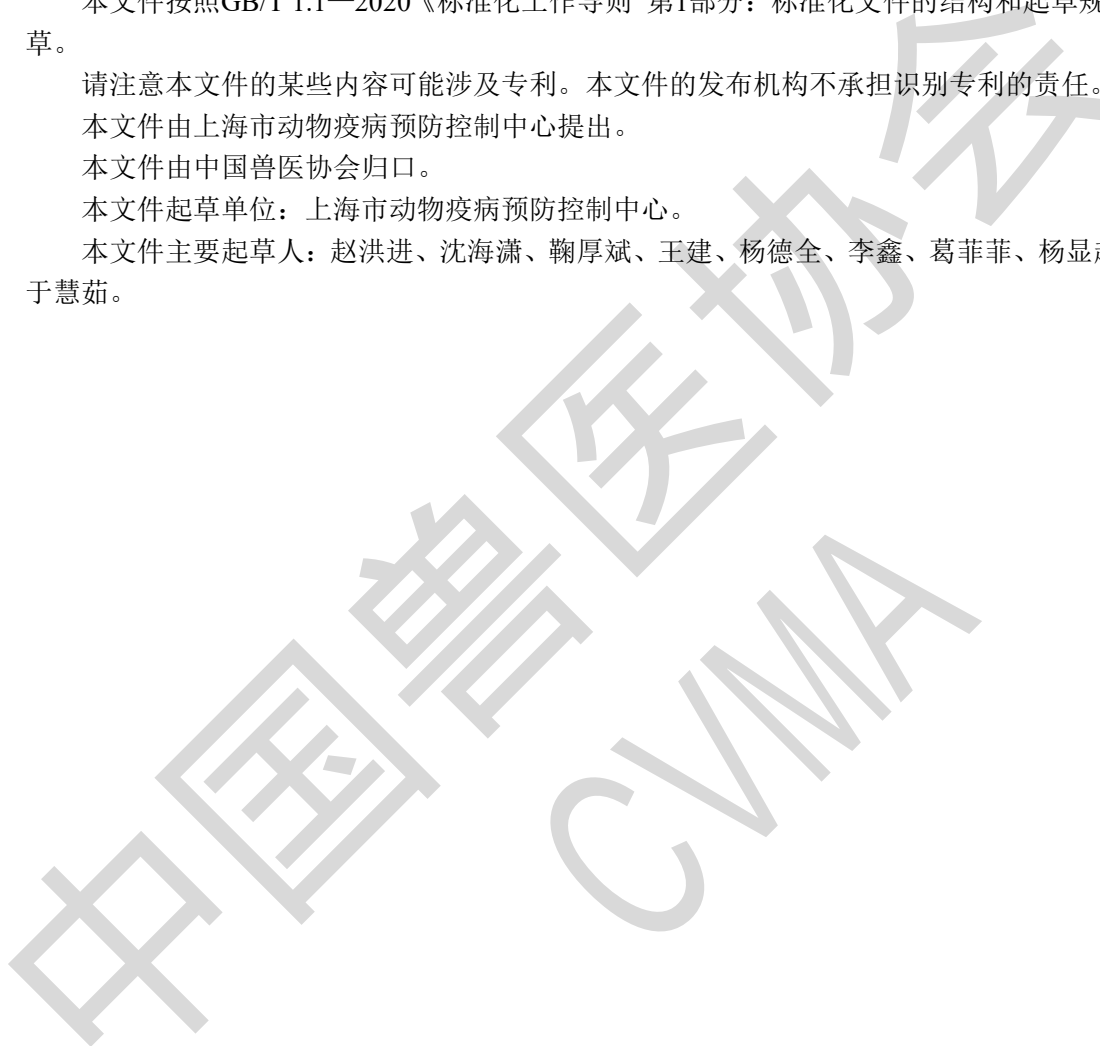 本文件按照GB/T 1.1—2020《标准化工作导则 第1部分：标准化文件的结构和起草规
草。
请注意本文件的某些内容可能涉及专利。本文件的发布机构不承担识别专利的责任。
本文件由上海市动物疫病预防控制中心提出。
本文件由中国兽医协会归口。
本文件起草单位：上海市动物疫病预防控制中心。
本文件主要起草人：赵洪进、沈海潇、鞠厚斌、王建、杨德全、李鑫、葛菲菲、杨显
于慧茹。
中国兽医协会
CVMA